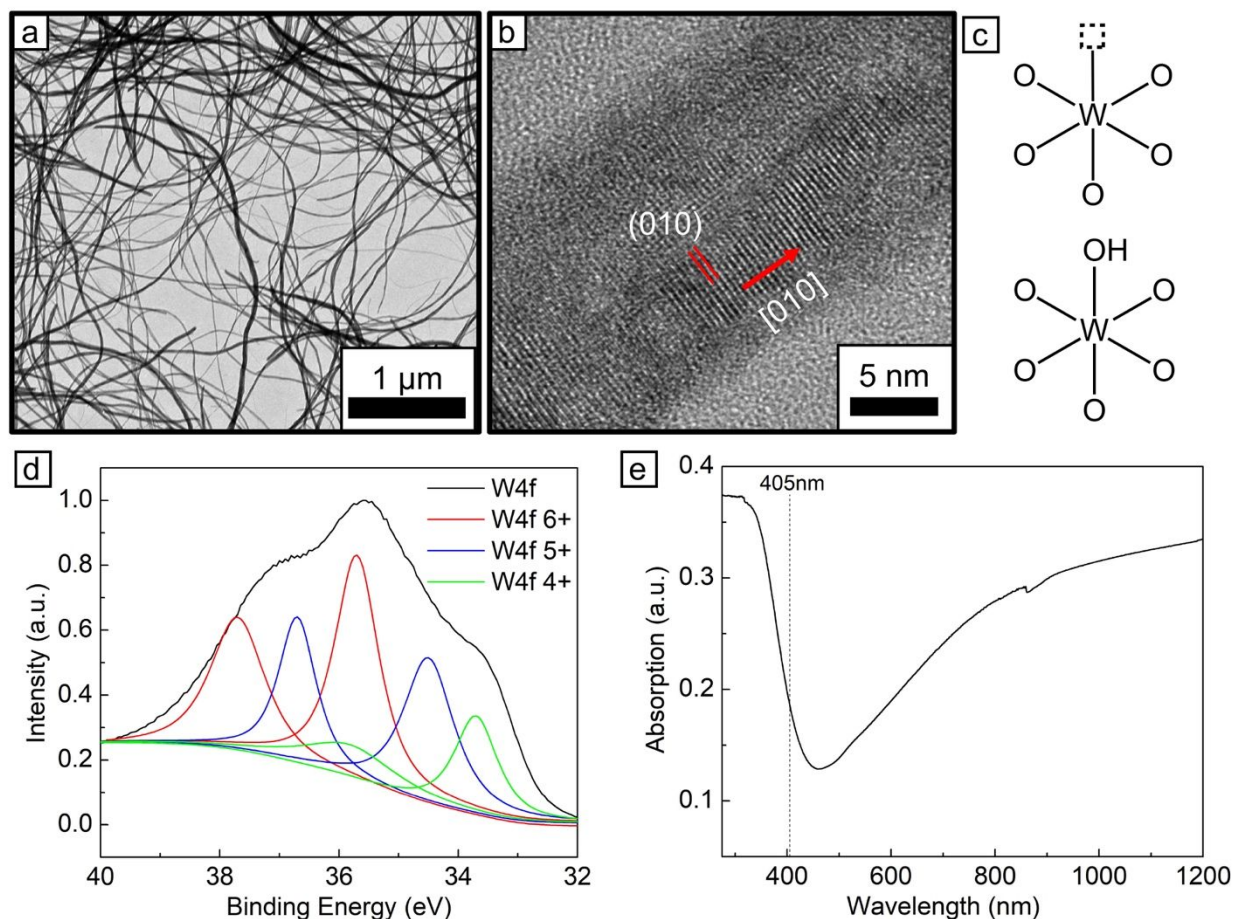 a
1 µm
b
(010)
[010]
5 nm
c
O O
W
O O
O
OH
O O
W
O O
O
d
W4f
W4f 6+
W4f 5+
W4f 4+
1.0
0.8
0.6
0.4
0.2
0.0
Intensity (a.u.)
40 38 36 34 32
Binding Energy (eV)
e
405nm
0.4
0.3
0.2
0.1
Absorption (a.u.)
400 600 800 1000 1200
Wavelength (nm)